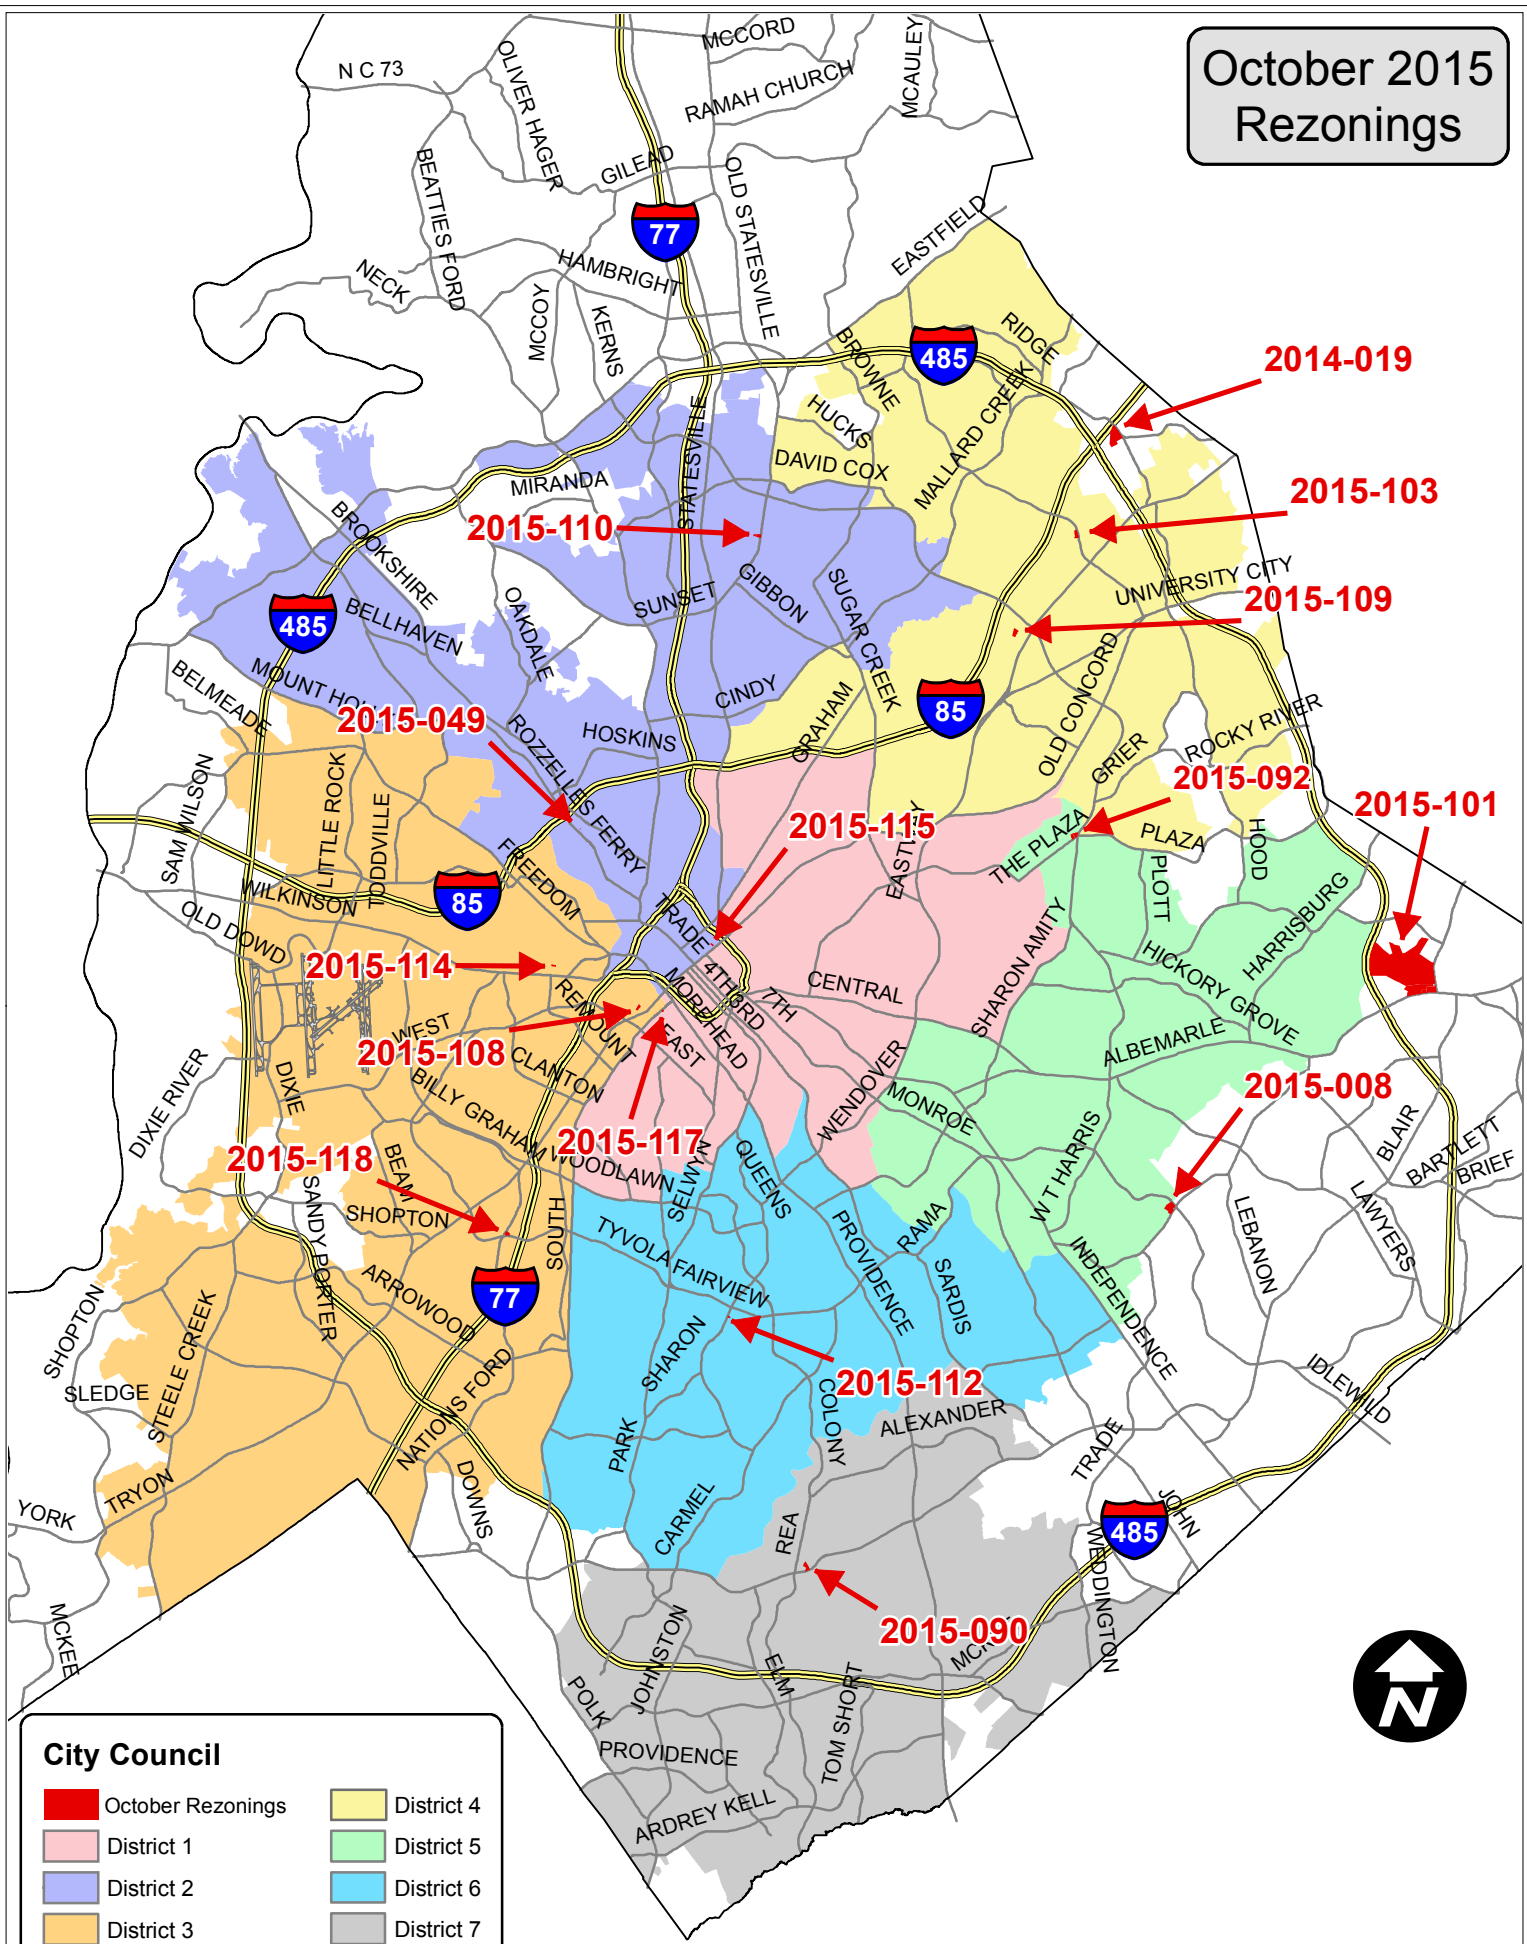 October 2015
Rezonings
MCCORD
N C 73
OLIVER HAGER
RAMAH CHURCH
MCAULEY
BEATTIES FORD
GILEAD
OLD STATESVILLE
77
EASTFIELD
HAMBRIGHT
NECK
MCCOY
KERNS
BROWNE
485
RIDGE
2014-019
HUCKS
MALLARD CREEK
STATESVILLE
DAVID COX
MIRANDA
2015-103
BROOKSHIRE
2015-110
UNIVERSITY CITY
GIBBON
SUGAR CREEK
SUNSET
2015-109
485
BELLHAVEN
OAKDALE
OLD CONCORD
BELMEADE
MOUNT HO
CINDY
GRAHAM
85
2015-049
ROZZELLES FERRY
HOSKINS
ROCKY RIVER
GRIER
2015-092
SAM WILSON
LITTLE ROCK
TODDVILLE
2015-101
2015-115
EASTWAY
THE PLAZA
PLAZA
HOOD
FREEDOM
PLOTT
WILKINSON
85
HARRISBURG
OLD DOWD
TRADE
SHARON AMITY
HICKORY GROVE
2015-114
4TH
3RD
7TH
CENTRAL
MOREHEAD
REMOUNT
WEST
EAST
2015-108
ALBEMARLE
CLANTON
DIXIE
DIXIE RIVER
BILLY GRAHAM
WENDOVER
MONROE
2015-008
W T HARRIS
BLAIR
BARTLETT
BRIEF
2015-117
2015-118
BEAM
WOODLAWN
SELWYN
QUEENS
SANDY PORTER
SHOPTON
SOUTH
TYVOLA
FAIRVIEW
PROVIDENCE
RAMA
LEBANON
LAWYERS
SARDIS
INDEPENDENCE
ARROWOOD
77
SHOPTON
STEELE CREEK
SHARON
SLEDGE
NATIONS FORD
2015-112
IDLEWILD
COLONY
ALEXANDER
PARK
TRADE
DOWNS
TRYON
YORK
CARMEL
REA
JOHN
485
WEDDINGTON
2015-090
MCKEE
JOHNSTON
ELM
TOM SHORT
POLK
PROVIDENCE
ARDREY KELL
N
City Council
October Rezonings
District 1
District 2
District 3
District 4
District 5
District 6
District 7